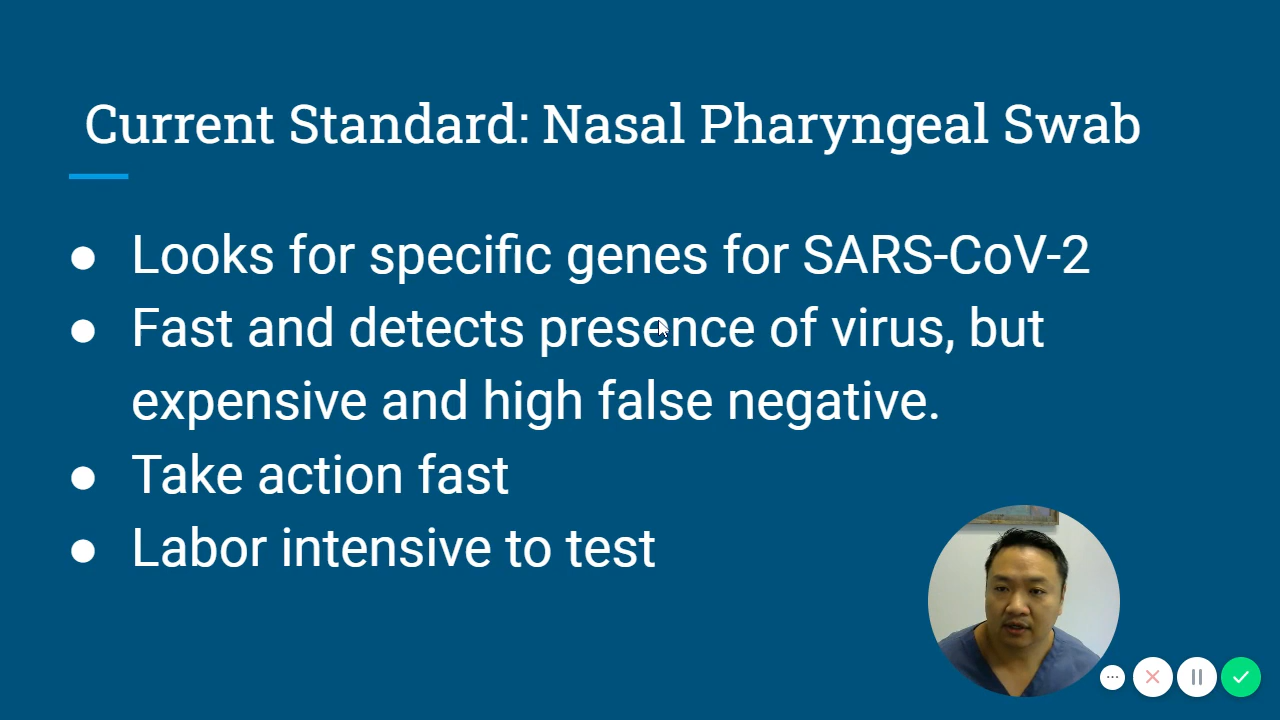 Current Standard: Nasal Pharyngeal Swab
● Looks for specific genes for SARS-CoV-2
● Fast and detects presence of virus, but
expensive and high false negative.
● Take action fast
● Labor intensive to test